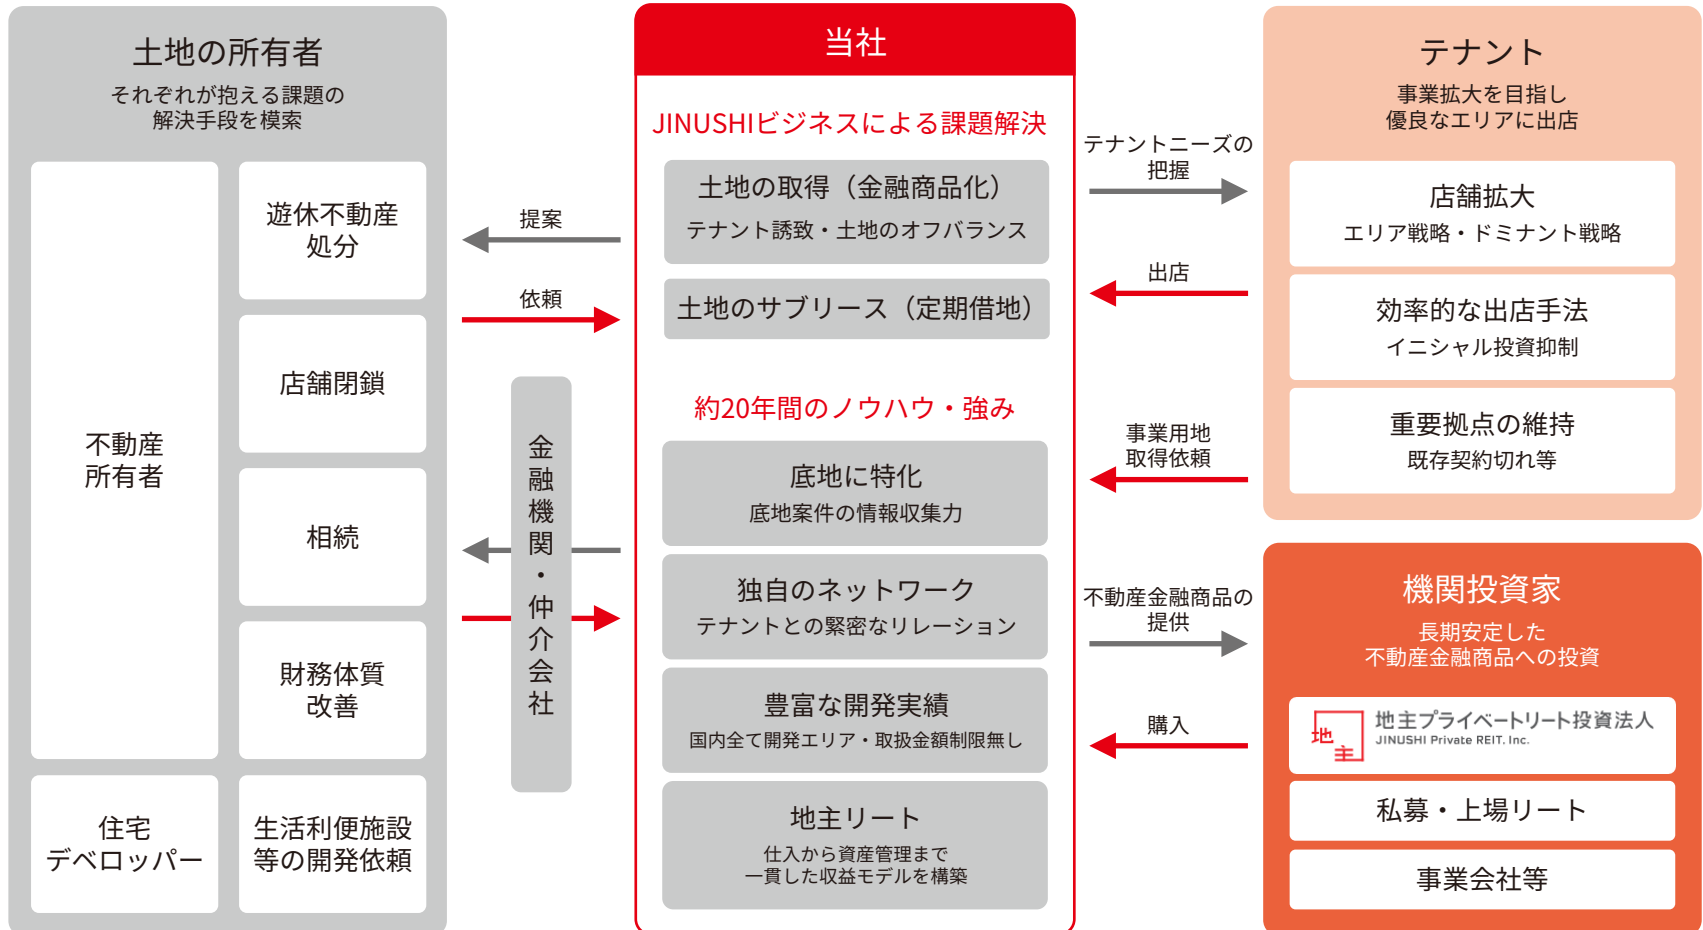 土地の所有者
それぞれが抱える課題の
解決手段を模索
不動産
所有者
遊休不動産
処分
店舗閉鎖
相続
財務体質
改善
住宅
デベロッパー
生活利便施設
等の開発依頼
提案
依頼
金融機関・仲介会社
当社
JINUSHIビジネスによる課題解決
土地の取得（金融商品化）
テナント誘致・土地のオフバランス
土地のサブリース（定期借地）
約20年間のノウハウ・強み
底地に特化
底地案件の情報収集力
独自のネットワーク
テナントとの緊密なリレーション
豊富な開発実績
国内全て開発エリア・取扱金額制限無し
地主リート
仕入から資産管理まで
一貫した収益モデルを構築
テナントニーズの
把握
出店
事業用地
取得依頼
不動産金融商品の
提供
購入
テナント
事業拡大を目指し
優良なエリアに出店
店舗拡大
エリア戦略・ドミナント戦略
効率的な出店手法
イニシャル投資抑制
重要拠点の維持
既存契約切れ等
機関投資家
長期安定した
不動産金融商品への投資
地主
地主プライベートリート投資法人
JINUSHI Private REIT. Inc.
私募・上場リート
事業会社等